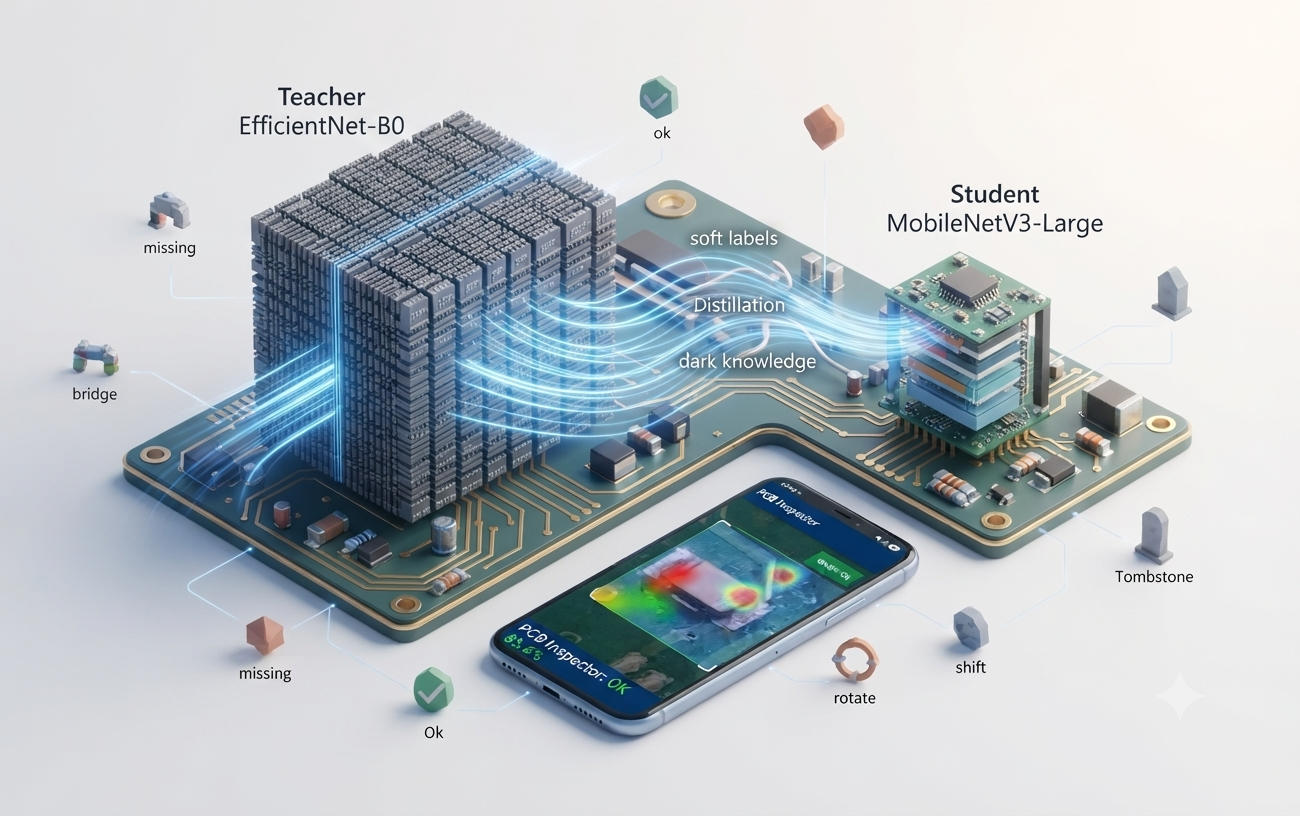 Teacher
EfficientNet-B0
ok
Student
MobileNetV3-Large
missing
soft labels
Distillation
dark knowledge
bridge
Tombstone
PCB Inspector: OK
missing
shift
rotate
Ok